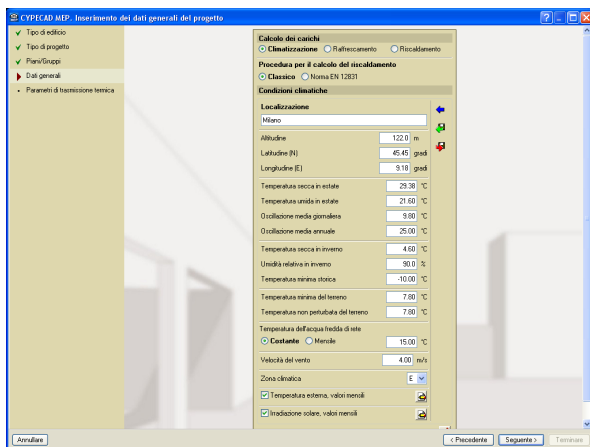 CYPECAD MEP. Inserimento dei dati generali del progetto
Tipo di edificio
Tipo di progetto
Piani/Gruppi
Dati generali
Parametri di trasmissione termica
Calcolo dei carichi
Climatizzazione Raffrescamento Riscaldamento
Procedura per il calcolo del riscaldamento
Classico Norma EN 12831
Condizioni climatiche
Localizzazione
Milano
Altitudine 122.0 m
Latitudine (N) 45.45 gradi
Longitudine (E) 9.18 gradi
Temperatura secca in estate 29.38 °C
Temperatura umida in estate 21.60 °C
Oscillazione media giornaliera 9.80 °C
Oscillazione media annuale 25.00 °C
Temperatura secca in inverno 4.60 °C
Umidità relativa in inverno 90.0 %
Temperatura minima storica -10.00 °C
Temperatura minima del terreno 7.80 °C
Temperatura non perturbata del terreno 7.80 °C
Temperatura dell'acqua fredda di rete
Costante Mensile 15.00 °C
Velocità del vento 4.00 m/s
Zona climatica E
Temperatura esterna, valori mensili
Irradiazione solare, valori mensili
Annullare < Precedente Seguente > Terminare